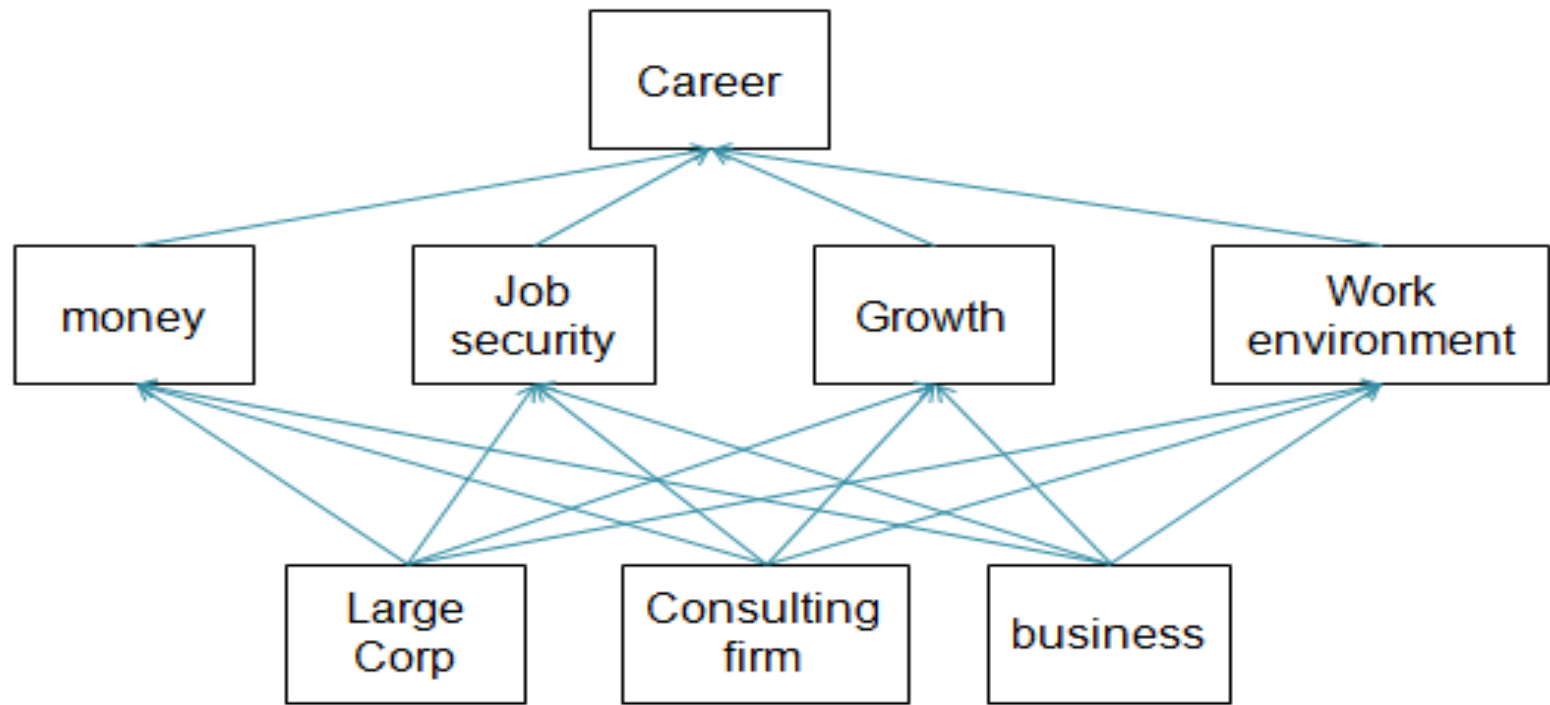 Career
money
Job
security
Growth
Work
environment
Large
Corp
Consulting
firm
business